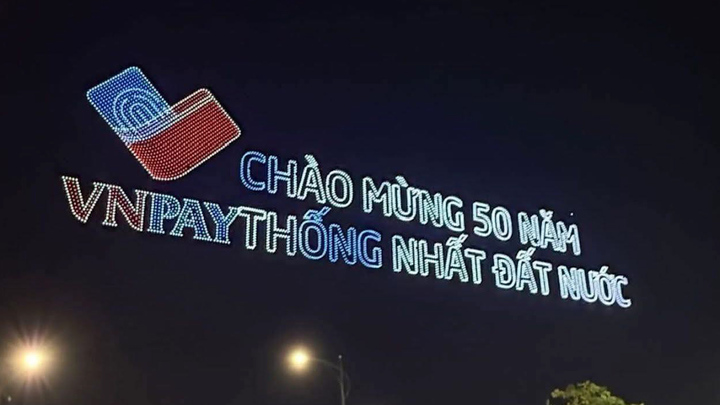 VNPAY
CHÀO MỪNG 50 NĂM
THỐNG NHẤT ĐẤT NƯỚC